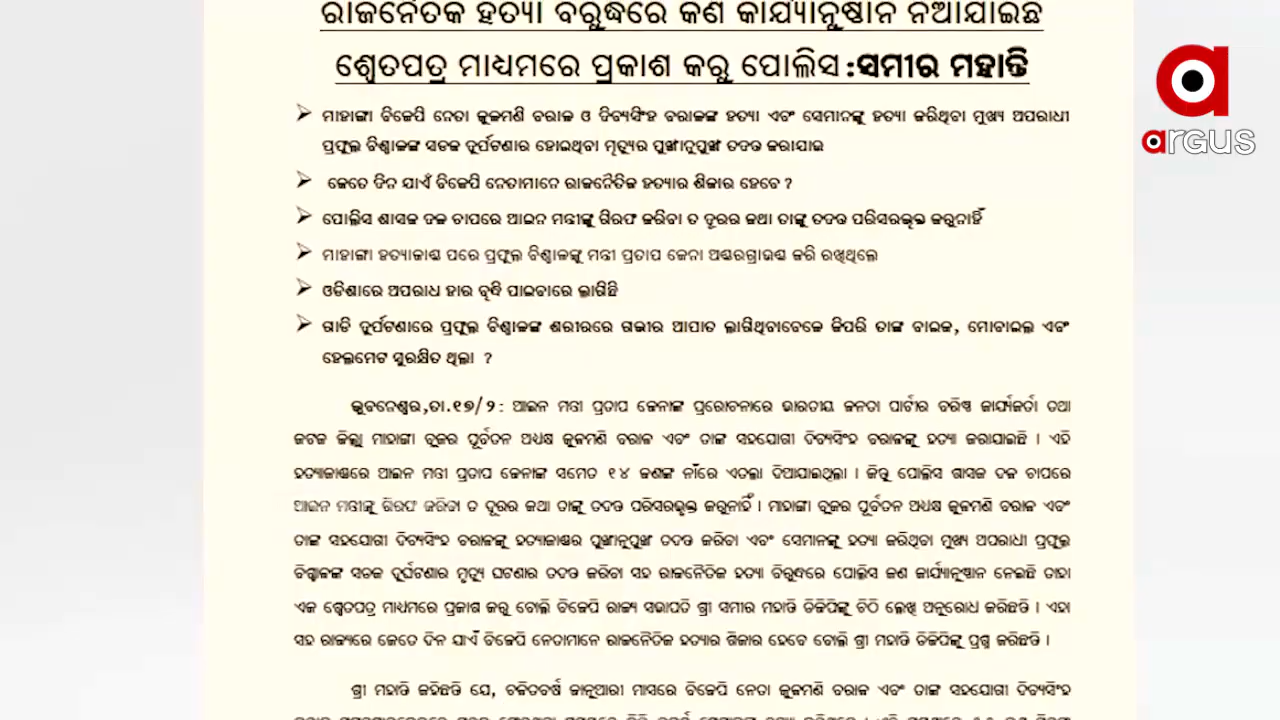 ରାଜନୈତିକ ହତ୍ୟା ବିରୁଦ୍ଧରେ କଣ କାର୍ଯ୍ୟାନୁଷ୍ଠାନ ନିଆଯାଇଛି
ଶ୍ୱେତପତ୍ର ମାଧ୍ୟମରେ ପ୍ରକାଶ କରୁ ପୋଲିସ :ସମୀର ମହାନ୍ତି
argus
➢ ମାହାଙ୍ଗା ବିଜେପି ନେତା କୁଳମଣି ବରାଳ ଓ ଦିବ୍ୟସିଂହ ବରାଳଙ୍କ ହତ୍ୟା ଏବଂ ସେମାନଙ୍କୁ ହତ୍ୟା କରିଥିବା ମୁଖ୍ୟ ଅପରାଧୀ
ପ୍ରଫୁଲ ବିଶ୍ୱାଳଙ୍କ ସଡକ ଦୁର୍ଘଟଣାର ହୋଇଥିବା ମୃତ୍ୟୁର ପୁଙ୍ଖାନୁପୁଙ୍ଖ ତଦନ୍ତ କରାଯାଉ
➢ କେତେ ଦିନ ଯାଏଁ ବିଜେପି ନେତାମାନେ ରାଜନୈତିକ ହତ୍ୟାର ଶିକାର ହେବେ ?
➢ ପୋଲିସ ଶାସକ ଦଳ ଚାପରେ ଆଇନ ମନ୍ତ୍ରୀଙ୍କୁ ଗିରଫ କରିବା ତ ଦୂରର କଥା ତାଙ୍କୁ ତଦନ୍ତ ପରିସରଭୁକ୍ତ କରୁନାହିଁ
➢ ମାହାଙ୍ଗା ହତ୍ୟାକାଣ୍ଡ ପରେ ପ୍ରଫୁଲ ବିଶ୍ୱାଳଙ୍କୁ ମନ୍ତ୍ରୀ ପ୍ରତାପ ଜେନା ଅଣ୍ଡରଗ୍ରାଉଣ୍ଡ କରି ରଖିଥିଲେ
➢ ଓଡିଶାରେ ଅପରାଧ ହାର ବୃଦ୍ଧି ପାଇବାରେ ଲାଗିଛି
➢ ଗାଡି ଦୁର୍ଘଟଣାରେ ପ୍ରଫୁଲ ବିଶ୍ୱାଳଙ୍କ ଶରୀରରେ ଗଭୀର ଆଘାତ ଲାଗିଥିବାବେଳେ କିପରି ତାଙ୍କ ବାଇକ, ମୋବାଇଲ ଏବଂ
ହେଲମେଟ ସୁରକ୍ଷିତ ଥିଲା ?
ଭୁବନେଶ୍ୱର,ତା.୧୭/୨: ଆଇନ ମନ୍ତ୍ରୀ ପ୍ରତାପ ଜେନାଙ୍କ ପ୍ରରୋଚନାରେ ଭାରତୀୟ ଜନତା ପାର୍ଟୀର ବରିଷ୍ଠ କାର୍ଯ୍ୟକର୍ତା ତଥା
କଟକ ଜିଲ୍ଲା ମାହାଙ୍ଗା ବ୍ଲକର ପୂର୍ବତନ ଅଧ୍ୟକ୍ଷ କୁଳମଣି ବରାଳ ଏବଂ ତାଙ୍କ ସହଯୋଗୀ ଦିବ୍ୟସିଂହ ବରାଳଙ୍କୁ ହତ୍ୟା କରାଯାଇଛି । ଏହି
ହତ୍ୟାକାଣ୍ଡରେ ଆଇନ ମନ୍ତ୍ରୀ ପ୍ରତାପ ଜେନାଙ୍କ ସମେତ ୧୪ ଜଣଙ୍କ ନାଁରେ ଏତଲା ଦିଆଯାଇଥିଲା । କିନ୍ତୁ ପୋଲିସ ଶାସକ ଦଳ ଚାପରେ
ଆଇନ ମନ୍ତ୍ରୀଙ୍କୁ ଗିରଫ କରିବା ତ ଦୂରର କଥା ତାଙ୍କୁ ତଦନ୍ତ ପରିସରଭୁକ୍ତ କରୁନାହିଁ । ମାହାଙ୍ଗା ବ୍ଲକର ପୂର୍ବତନ ଅଧ୍ୟକ୍ଷ କୁଳମଣି ବରାଳ ଏବଂ
ତାଙ୍କ ସହଯୋଗୀ ଦିବ୍ୟସିଂହ ବରାଳଙ୍କୁ ହତ୍ୟାକାଣ୍ଡର ପୁଙ୍ଖାନୁପୁଙ୍ଖ ତଦନ୍ତ କରିବା ଏବଂ ସେମାନଙ୍କୁ ହତ୍ୟା କରିଥିବା ମୁଖ୍ୟ ଅପରାଧୀ ପ୍ରଫୁଲ
ବିଶ୍ୱାଳଙ୍କ ସଡକ ଦୁର୍ଘଟଣାର ମୃତ୍ୟୁ ଘଟଣାର ତଦନ୍ତ କରିବା ସହ ରାଜନୈତିକ ହତ୍ୟା ବିରୁଦ୍ଧରେ ପୋଲିସ କଣ କାର୍ଯ୍ୟାନୁଷ୍ଠାନ ନେଇଛି ତାହା
ଏକ ଶ୍ୱେତପତ୍ର ମାଧ୍ୟମରେ ପ୍ରକାଶ କରୁ ବୋଲି ବିଜେପି ରାଜ୍ୟ ସଭାପତି ଶ୍ରୀ ସମୀର ମହାନ୍ତି ଡିଜିପିଙ୍କୁ ଚିଠି ଲେଖି ଅନୁରୋଧ କରିଛନ୍ତି । ଏହା
ସହ ରାଜ୍ୟରେ କେତେ ଦିନ ଯାଏଁ ବିଜେପି ନେତାମାନେ ରାଜନୈତିକ ହତ୍ୟାର ଶିକାର ହେବେ ବୋଲି ଶ୍ରୀ ମହାନ୍ତି ଡିଜିପିଙ୍କୁ ପ୍ରଶ୍ନ କରିଛନ୍ତି ।
ଶ୍ରୀ ମହାନ୍ତି କହିଛନ୍ତି ଯେ, ଚଳିତବର୍ଷ ଜାନୁଆରୀ ମାସରେ ବିଜେପି ନେତା କୁଳମଣି ବରାଳ ଏବଂ ତାଙ୍କ ସହଯୋଗୀ ଦିବ୍ୟସିଂହ